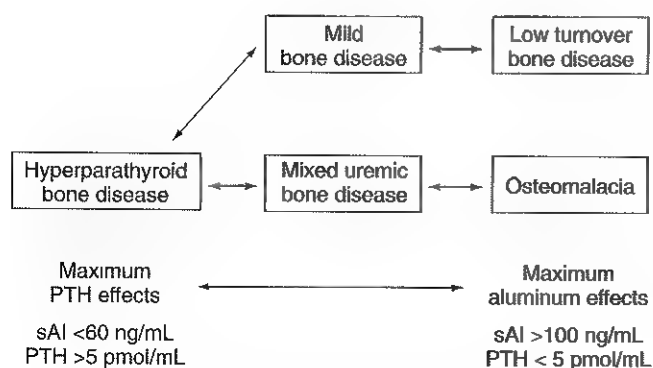 Mild
bone disease
Low turnover
bone disease
Hyperparathyroid
bone disease
Mixed uremic
bone disease
Osteomalacia
Maximum
PTH effects
Maximum
aluminum effects
sAl <60 ng/mL
PTH >5 pmol/mL
sAl >100 ng/mL
PTH < 5 pmol/mL